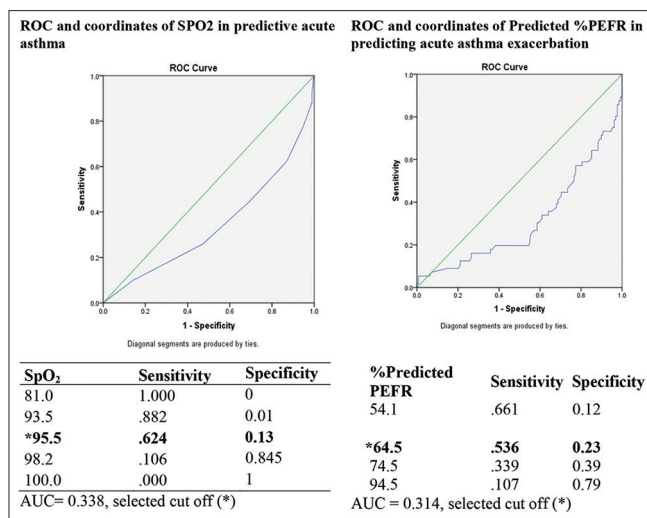 ROC and coordinates of SPO2 in predictive acute
asthma
ROC Curve
1.0
0.8
0.6
0.4
0.2
0.0
Sensitivity
0.0 0.2 0.4 0.6 0.8 1.0
1 - Specificity
Diagonal segments are produced by ties.
SpO₂ Sensitivity Specificity
81.0 1.000 0
93.5 .882 0.01
*95.5 .624 0.13
98.2 .106 0.845
100.0 .000 1
AUC= 0.338, selected cut off (*)
ROC and coordinates of Predicted %PEFR in
predicting acute asthma exacerbation
ROC Curve
1.0
0.8
0.6
0.4
0.2
0.0
Sensitivity
0.0 0.2 0.4 0.6 0.8 1.0
1 - Specificity
Diagonal segments are produced by ties.
%Predicted
PEFR Sensitivity Specificity
54.1 .661 0.12
*64.5 .536 0.23
74.5 .339 0.39
94.5 .107 0.79
AUC = 0.314, selected cut off (*)